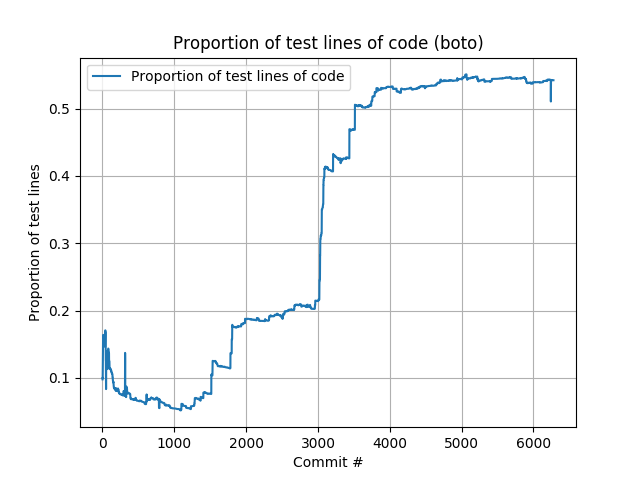 Proportion of test lines of code (boto)
Proportion of test lines of code
0.5
0.4
0.3
0.2
0.1
Proportion of test lines
0 1000 2000 3000 4000 5000 6000
Commit #